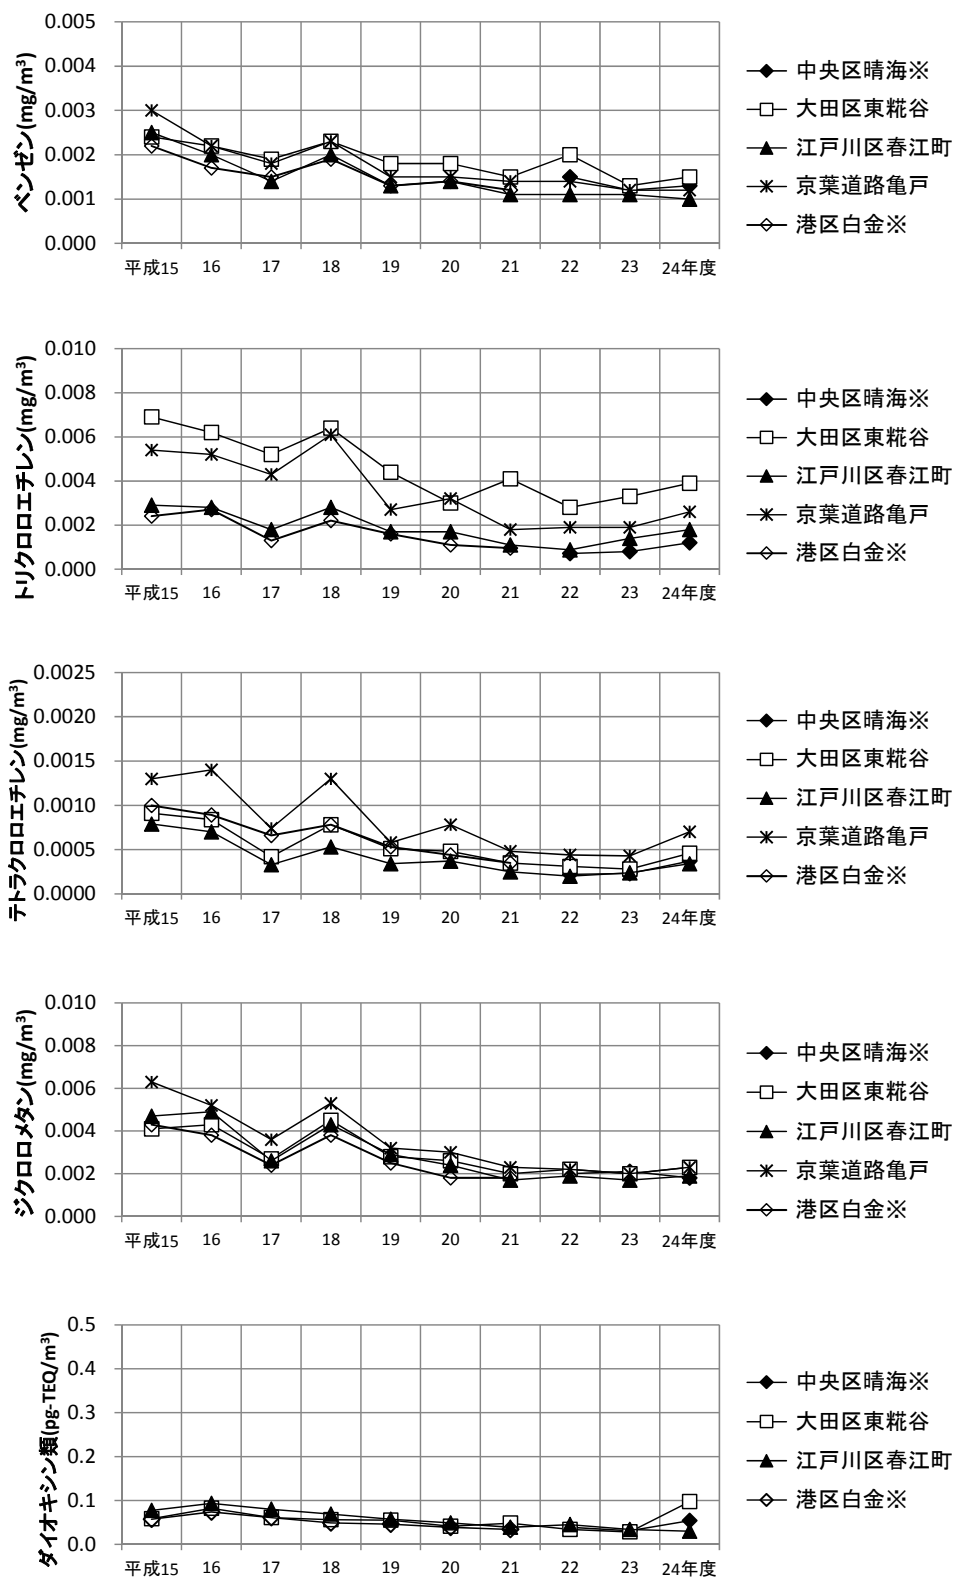 ベンゼン(mg/m³)
0.005
0.004
0.003
0.002
0.001
0.000
平成15 16 17 18 19 20 21 22 23 24年度
中央区晴海※
大田区東糀谷
江戸川区春江町
京葉道路亀戸
港区白金※
トリクロロエチレン(mg/m³)
0.010
0.008
0.006
0.004
0.002
0.000
平成15 16 17 18 19 20 21 22 23 24年度
中央区晴海※
大田区東糀谷
江戸川区春江町
京葉道路亀戸
港区白金※
テトラクロロエチレン(mg/m³)
0.0025
0.0020
0.0015
0.0010
0.0005
0.0000
平成15 16 17 18 19 20 21 22 23 24年度
中央区晴海※
大田区東糀谷
江戸川区春江町
京葉道路亀戸
港区白金※
ジクロロメタン(mg/m³)
0.010
0.008
0.006
0.004
0.002
0.000
平成15 16 17 18 19 20 21 22 23 24年度
中央区晴海※
大田区東糀谷
江戸川区春江町
京葉道路亀戸
港区白金※
ダイオキシン類(pg-TEQ/m³)
0.5
0.4
0.3
0.2
0.1
0.0
平成15 16 17 18 19 20 21 22 23 24年度
中央区晴海※
大田区東糀谷
江戸川区春江町
港区白金※